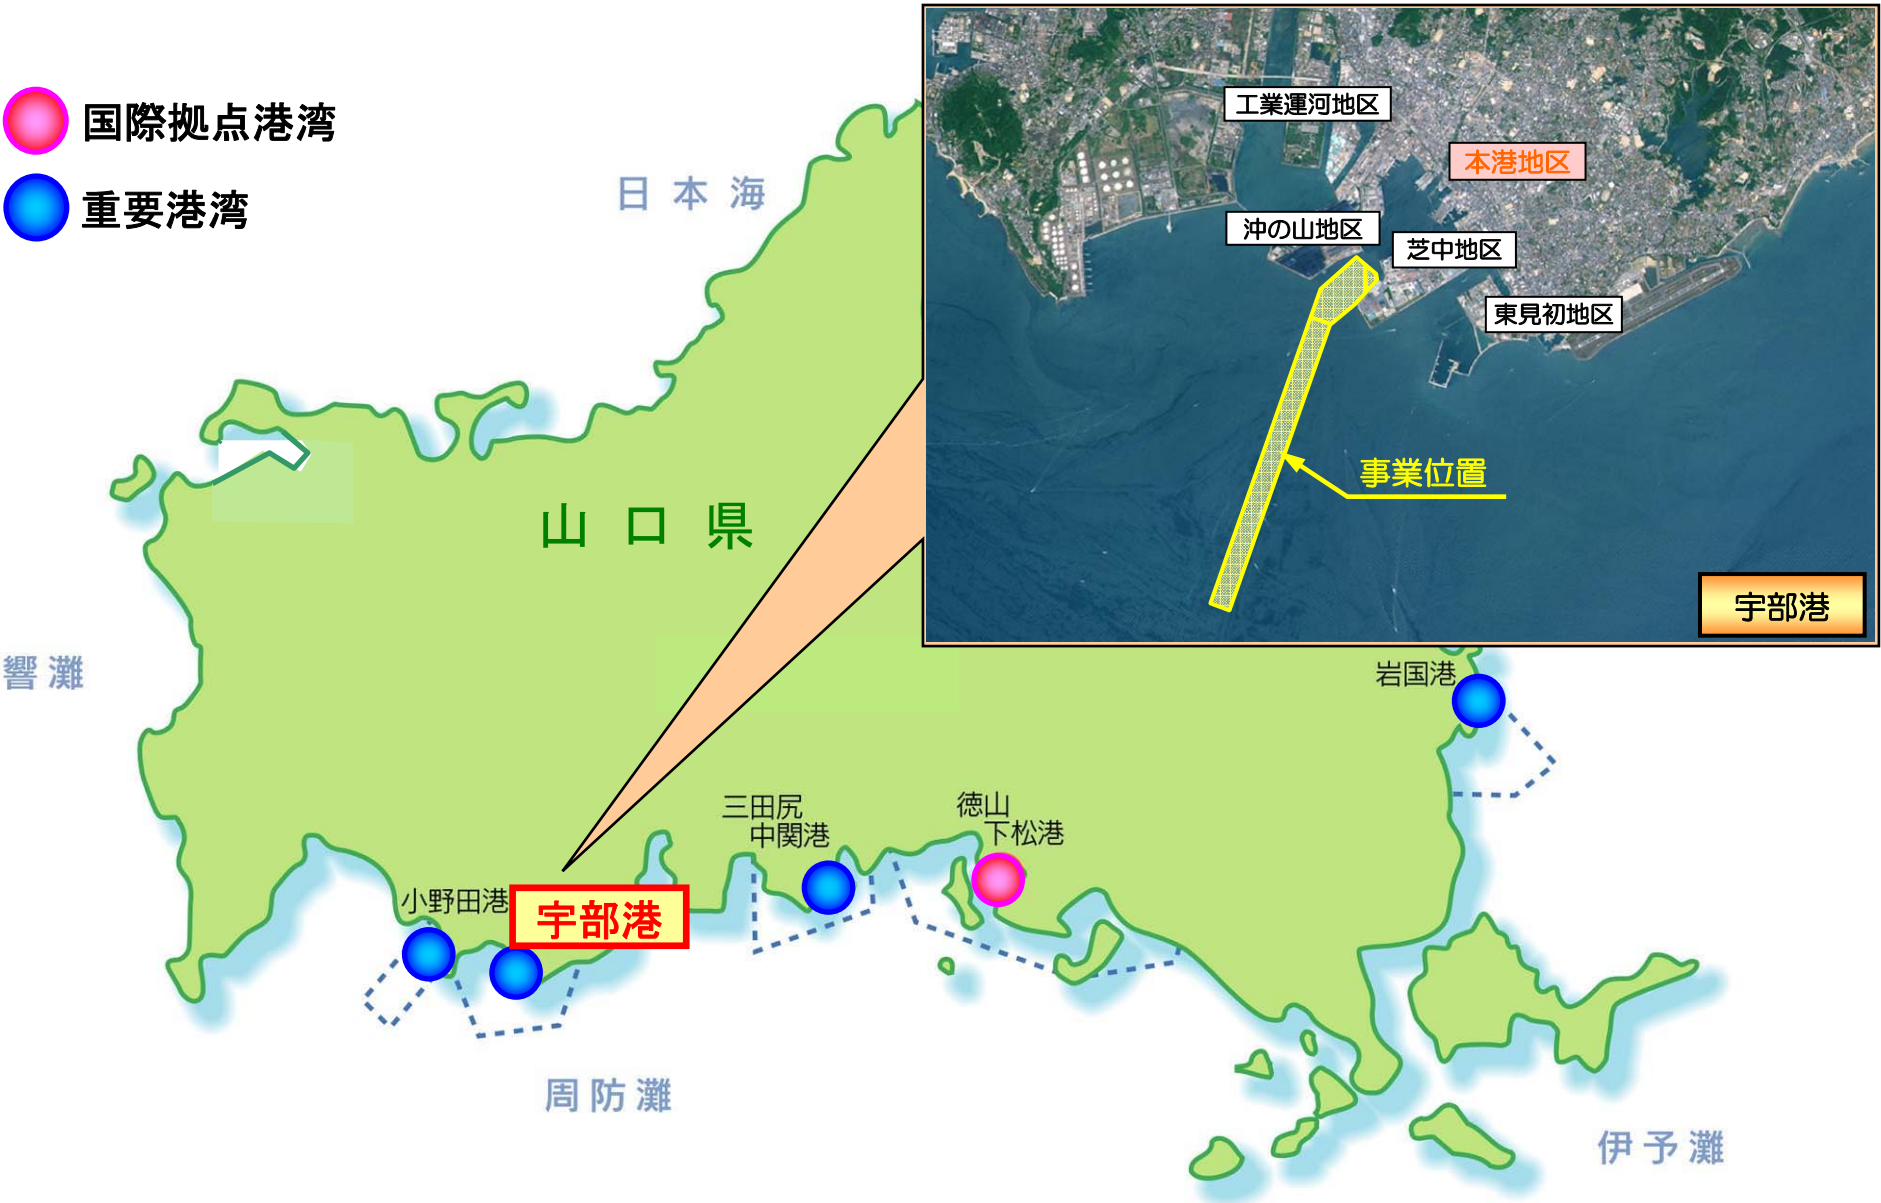 国際拠点港湾
重要港湾
日本海
響灘
山口県
工業運河地区
本港地区
沖の山地区
芝中地区
東見初地区
事業位置
宇部港
岩国港
三田尻
中関港
徳山
下松港
小野田港
宇部港
周防灘
伊予灘